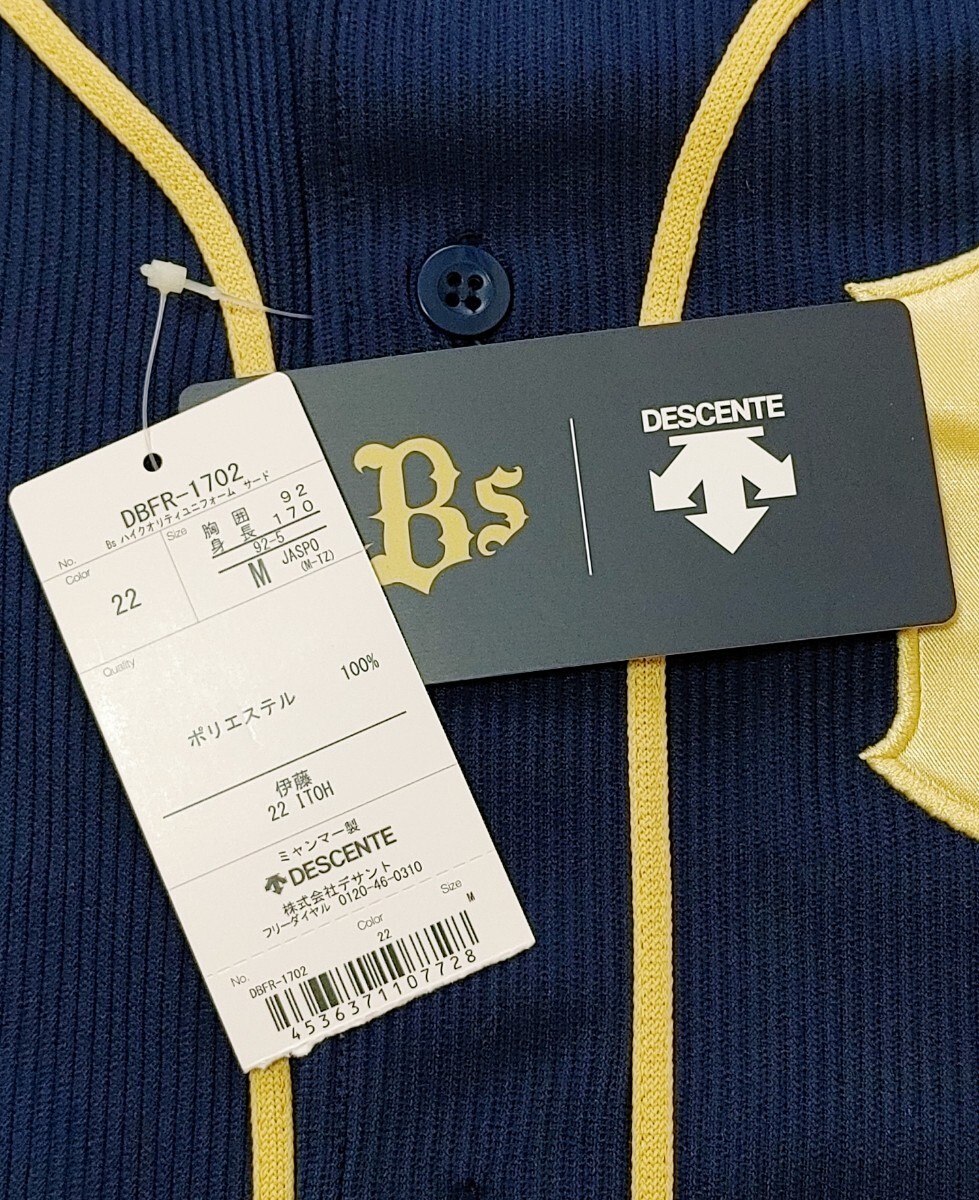 DBFR-1702
No. Bs ハイクオリティユニフォーム サード
Color
22
Size
胸囲 92
身長 170
92-5
M JASPO
(M-TZ)
Quality
ポリエステル 100%
伊藤
22 ITOH
ミャンマー製
DESCENTE
株式会社デサント
フリーダイヤル 0120-46-0310
No. DBFR-1702
Color 22
Size M
4536371107728
Bs
DESCENTE